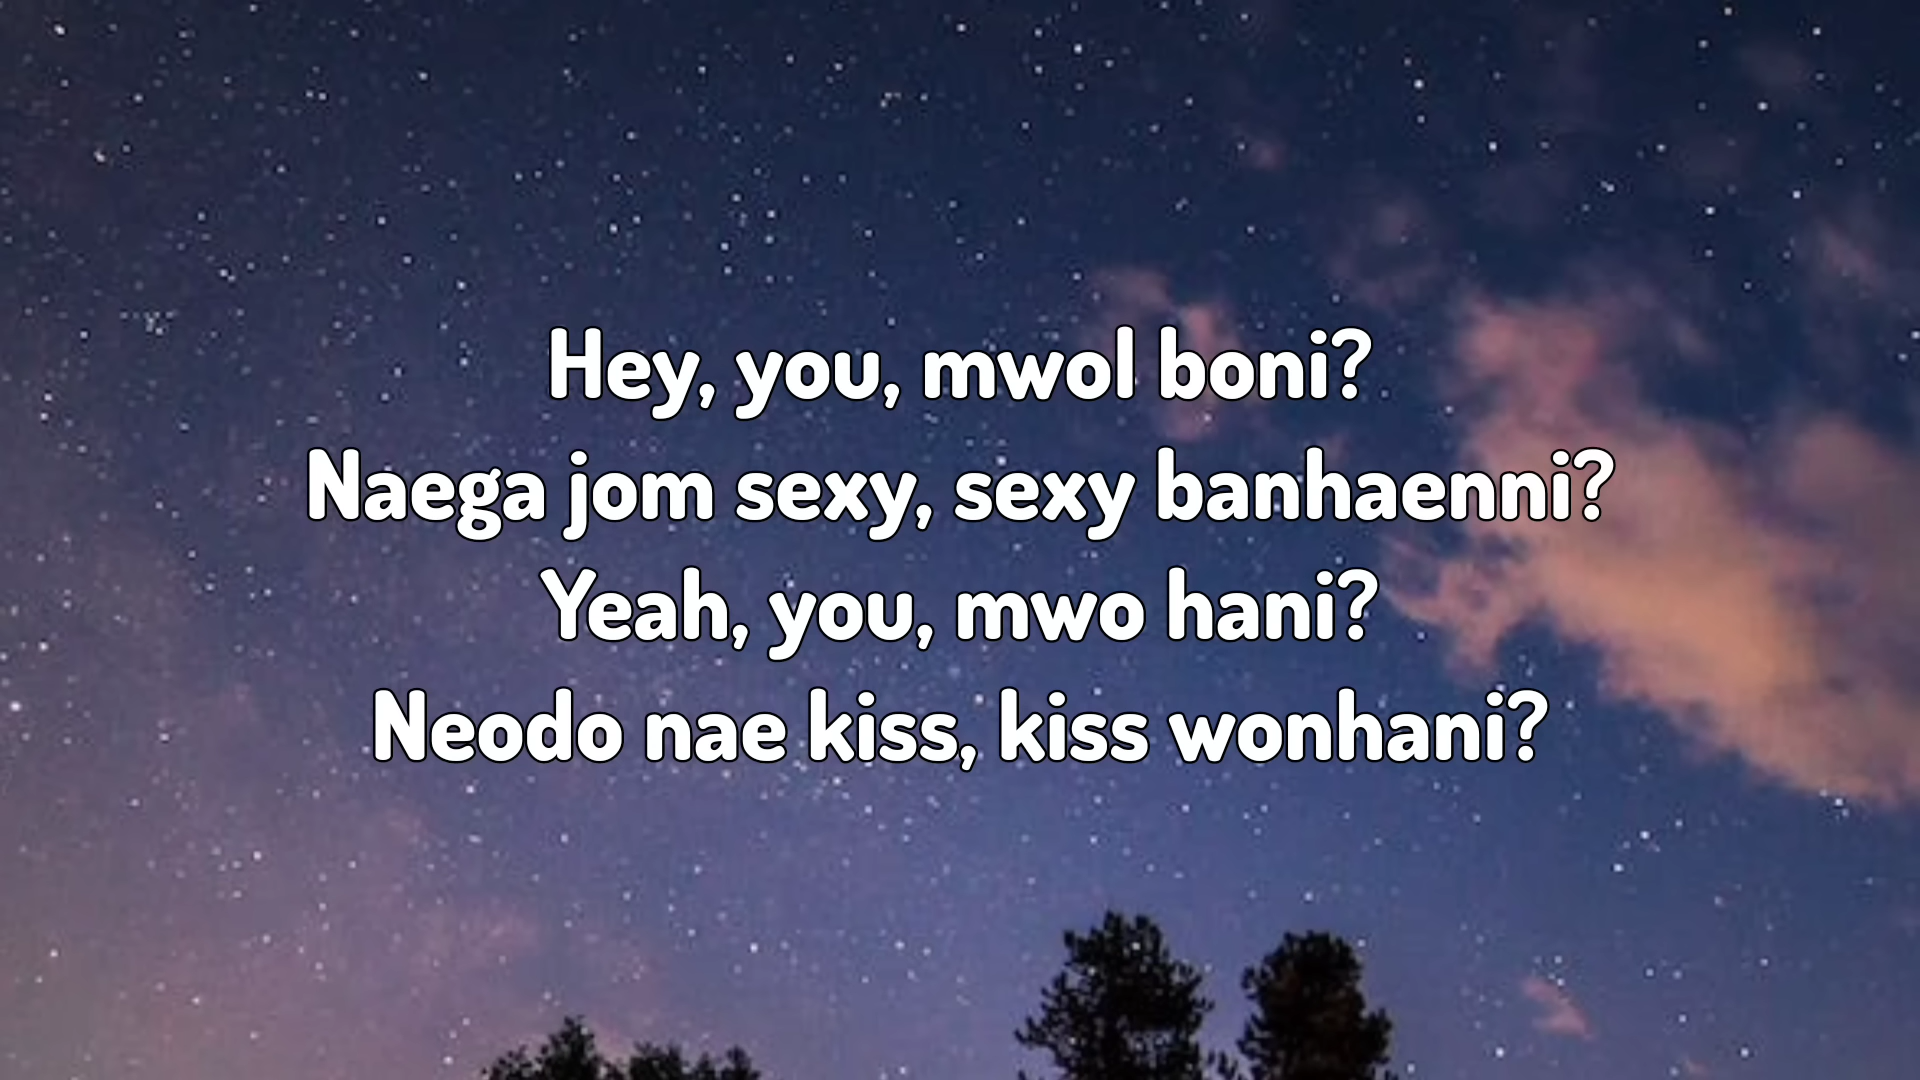 Hey, you, mwol boni?
Naega jom sexy, sexy banhaenni?
Yeah, you, mwo hani?
Neodo nae kiss, kiss wonhani?